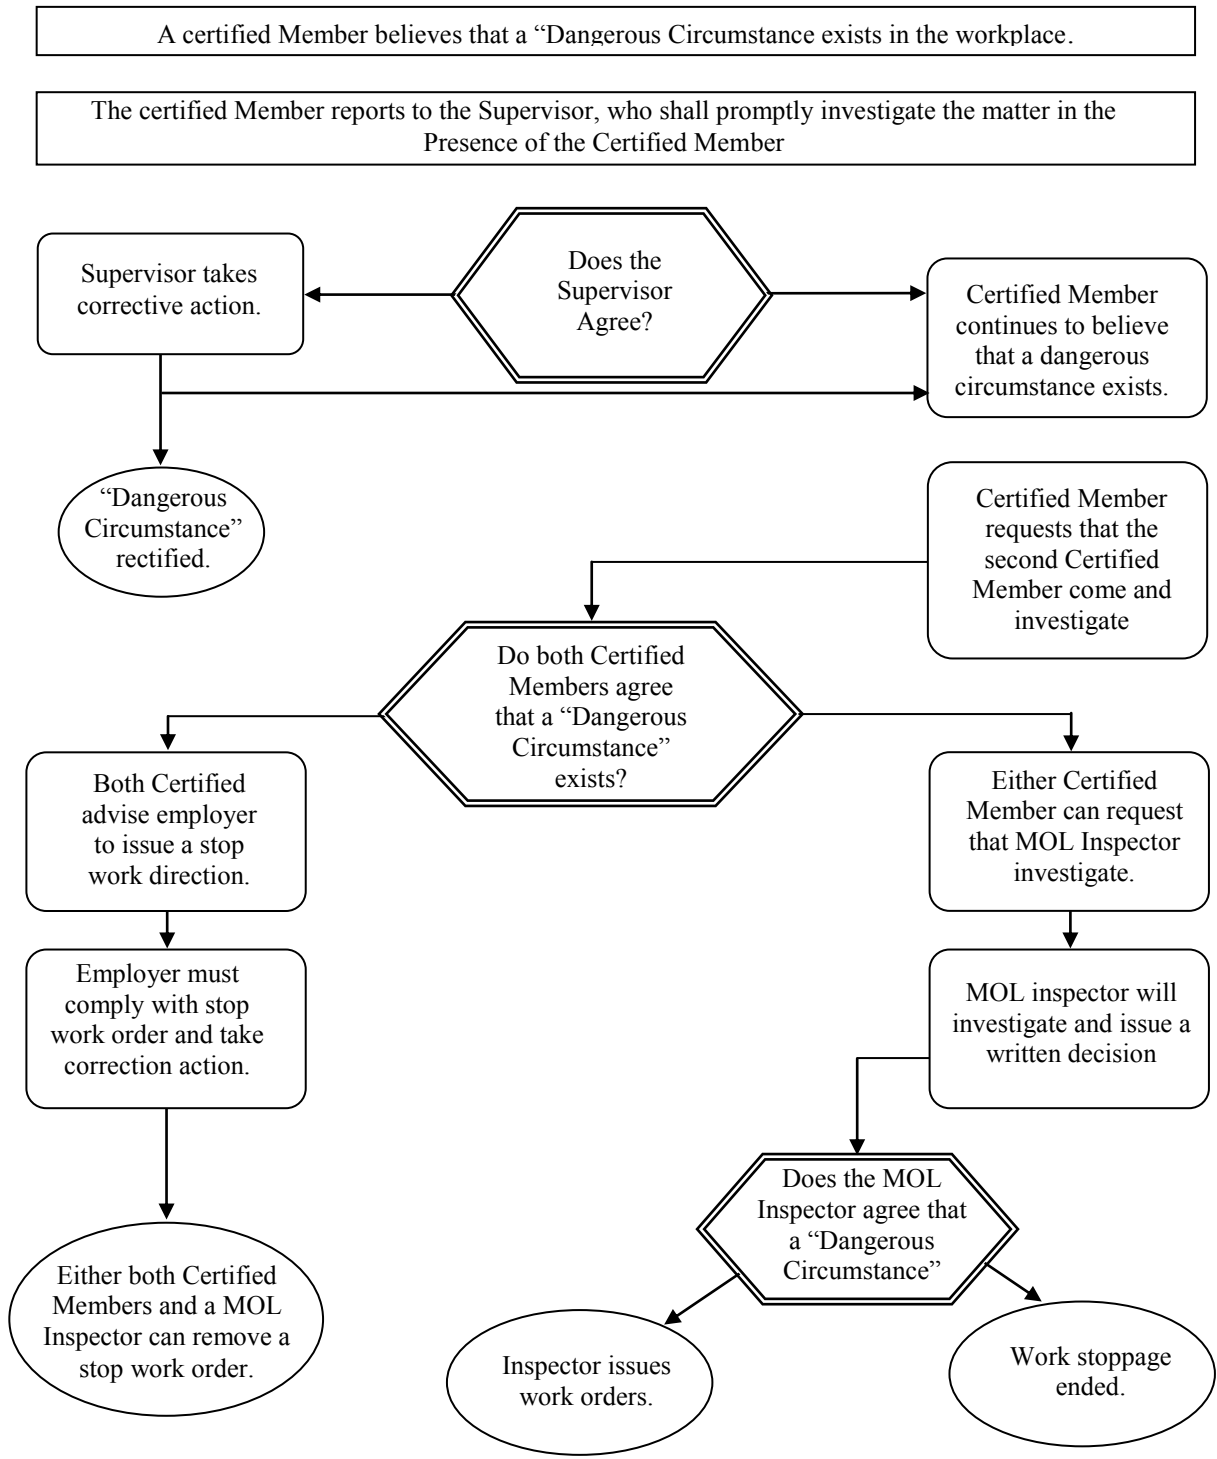 A certified Member believes that a “Dangerous Circumstance exists in the workplace.
The certified Member reports to the Supervisor, who shall promptly investigate the matter in the
Presence of the Certified Member
Does the
Supervisor
Agree?
Supervisor takes
corrective action.
Certified Member
continues to believe
that a dangerous
circumstance exists.
“Dangerous
Circumstance”
rectified.
Certified Member
requests that the
second Certified
Member come and
investigate
Do both Certified
Members agree
that a “Dangerous
Circumstance”
exists?
Both Certified
advise employer
to issue a stop
work direction.
Either Certified
Member can request
that MOL Inspector
investigate.
Employer must
comply with stop
work order and take
correction action.
MOL inspector will
investigate and issue a
written decision
Does the MOL
Inspector agree that
a “Dangerous
Circumstance”
Either both Certified
Members and a MOL
Inspector can remove a
stop work order.
Inspector issues
work orders.
Work stoppage
ended.